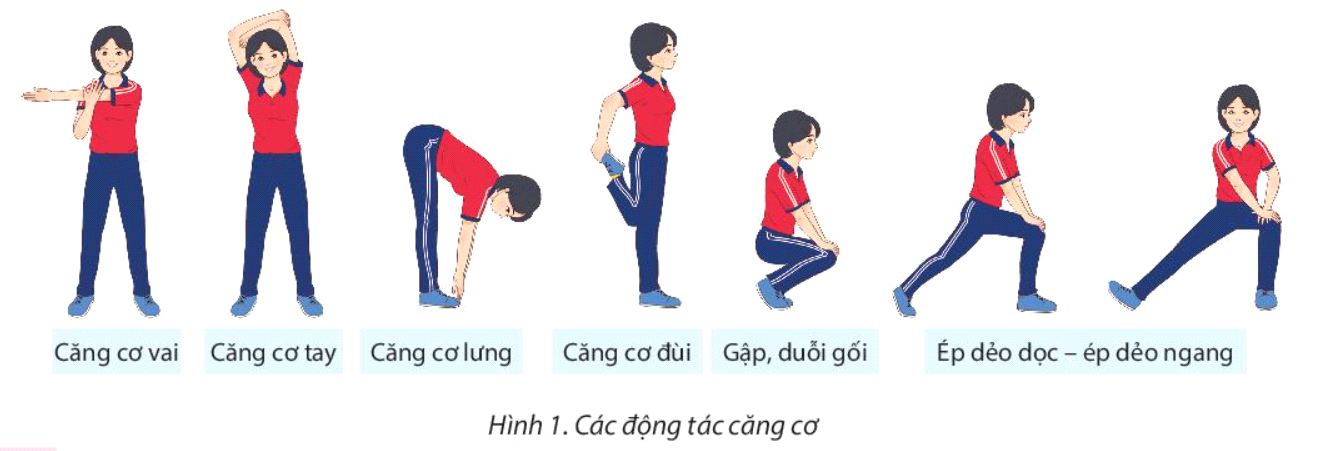 Căng cơ vai
Căng cơ tay
Căng cơ lưng
Căng cơ đùi
Gập, duỗi gối
Ép dẻo dọc – ép dẻo ngang
Hình 1. Các động tác căng cơ